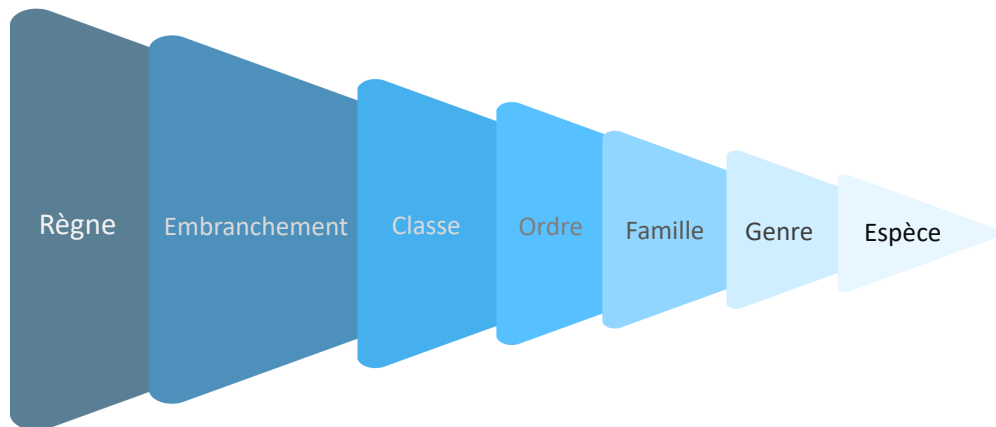 Règne
Embranchement
Classe
Ordre
Famille
Genre
Espèce